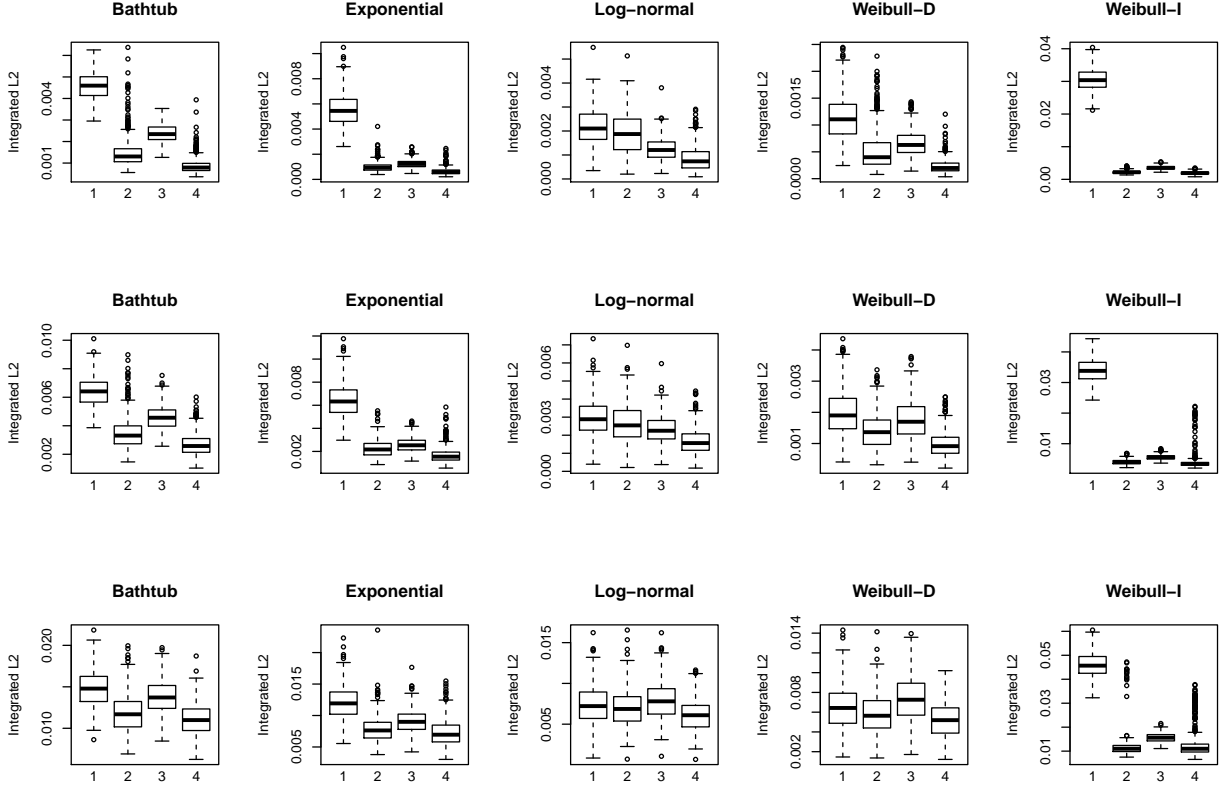 Bathtub Exponential Log−normal Weibull−D Weibull−I
Integrated L2 0.001 0.004 1 2 3 4
Integrated L2 0.000 0.004 0.008 1 2 3 4
Integrated L2 0.000 0.002 0.004 1 2 3 4
Integrated L2 0.0000 0.0015 1 2 3 4
Integrated L2 0.00 0.02 0.04 1 2 3 4
Bathtub Exponential Log−normal Weibull−D Weibull−I
Integrated L2 0.002 0.006 0.010 1 2 3 4
Integrated L2 0.002 0.008 1 2 3 4
Integrated L2 0.000 0.003 0.006 1 2 3 4
Integrated L2 0.001 0.003 1 2 3 4
Integrated L2 0.01 0.03 1 2 3 4
Bathtub Exponential Log−normal Weibull−D Weibull−I
Integrated L2 0.010 0.020 1 2 3 4
Integrated L2 0.005 0.015 1 2 3 4
Integrated L2 0.005 0.015 1 2 3 4
Integrated L2 0.002 0.008 0.014 1 2 3 4
Integrated L2 0.01 0.03 0.05 1 2 3 4